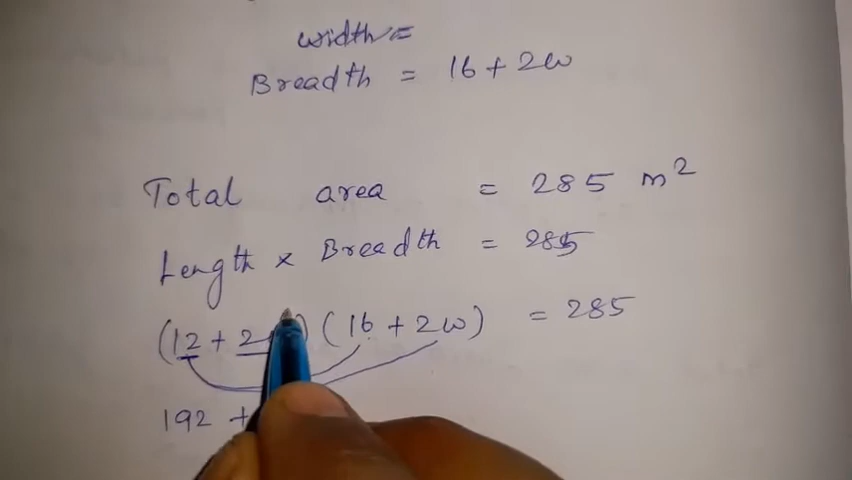 width =
Breadth = 16 + 2w
Total area = 285 m²
Length × Breadth = 285
(12 + 2 ) (16 + 2w) = 285
192 +